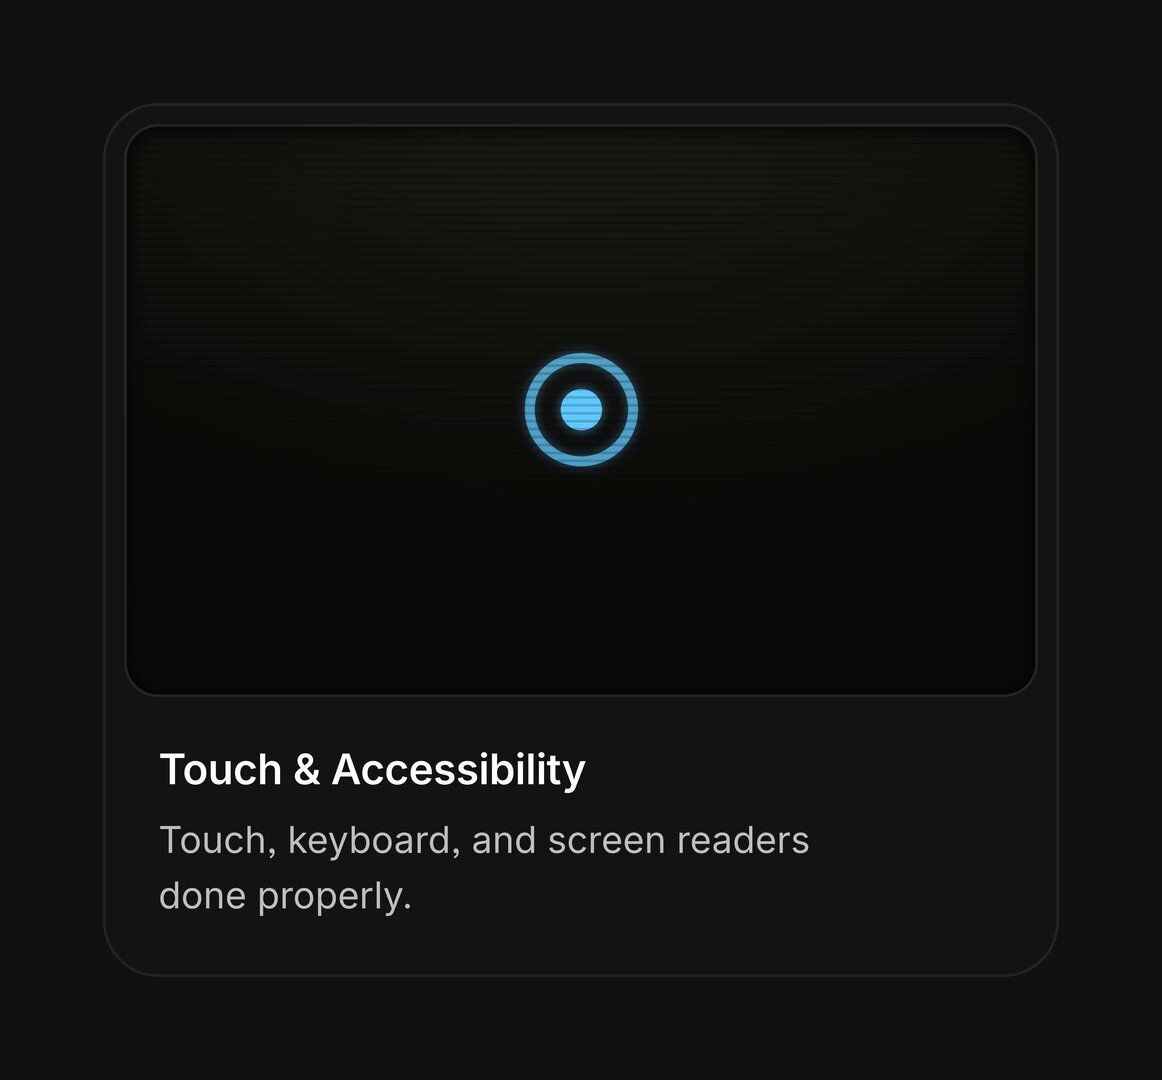 Touch & Accessibility
Touch, keyboard, and screen readers
done properly.